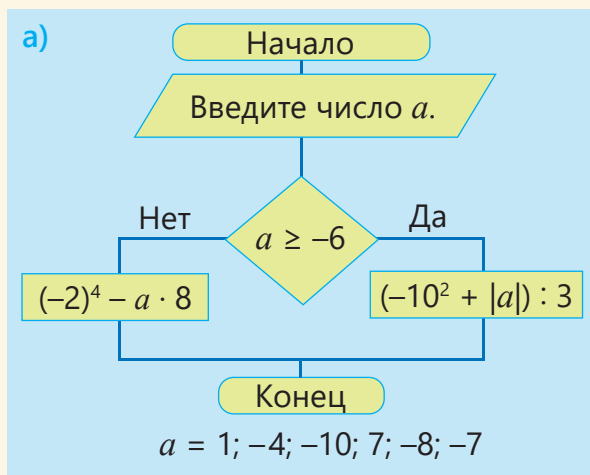 а)
Начало
Введите число a.
Нет
Да
a ≥ –6
(–2)⁴ – a · 8
(–10² + |a|) : 3
Конец
a = 1; –4; –10; 7; –8; –7